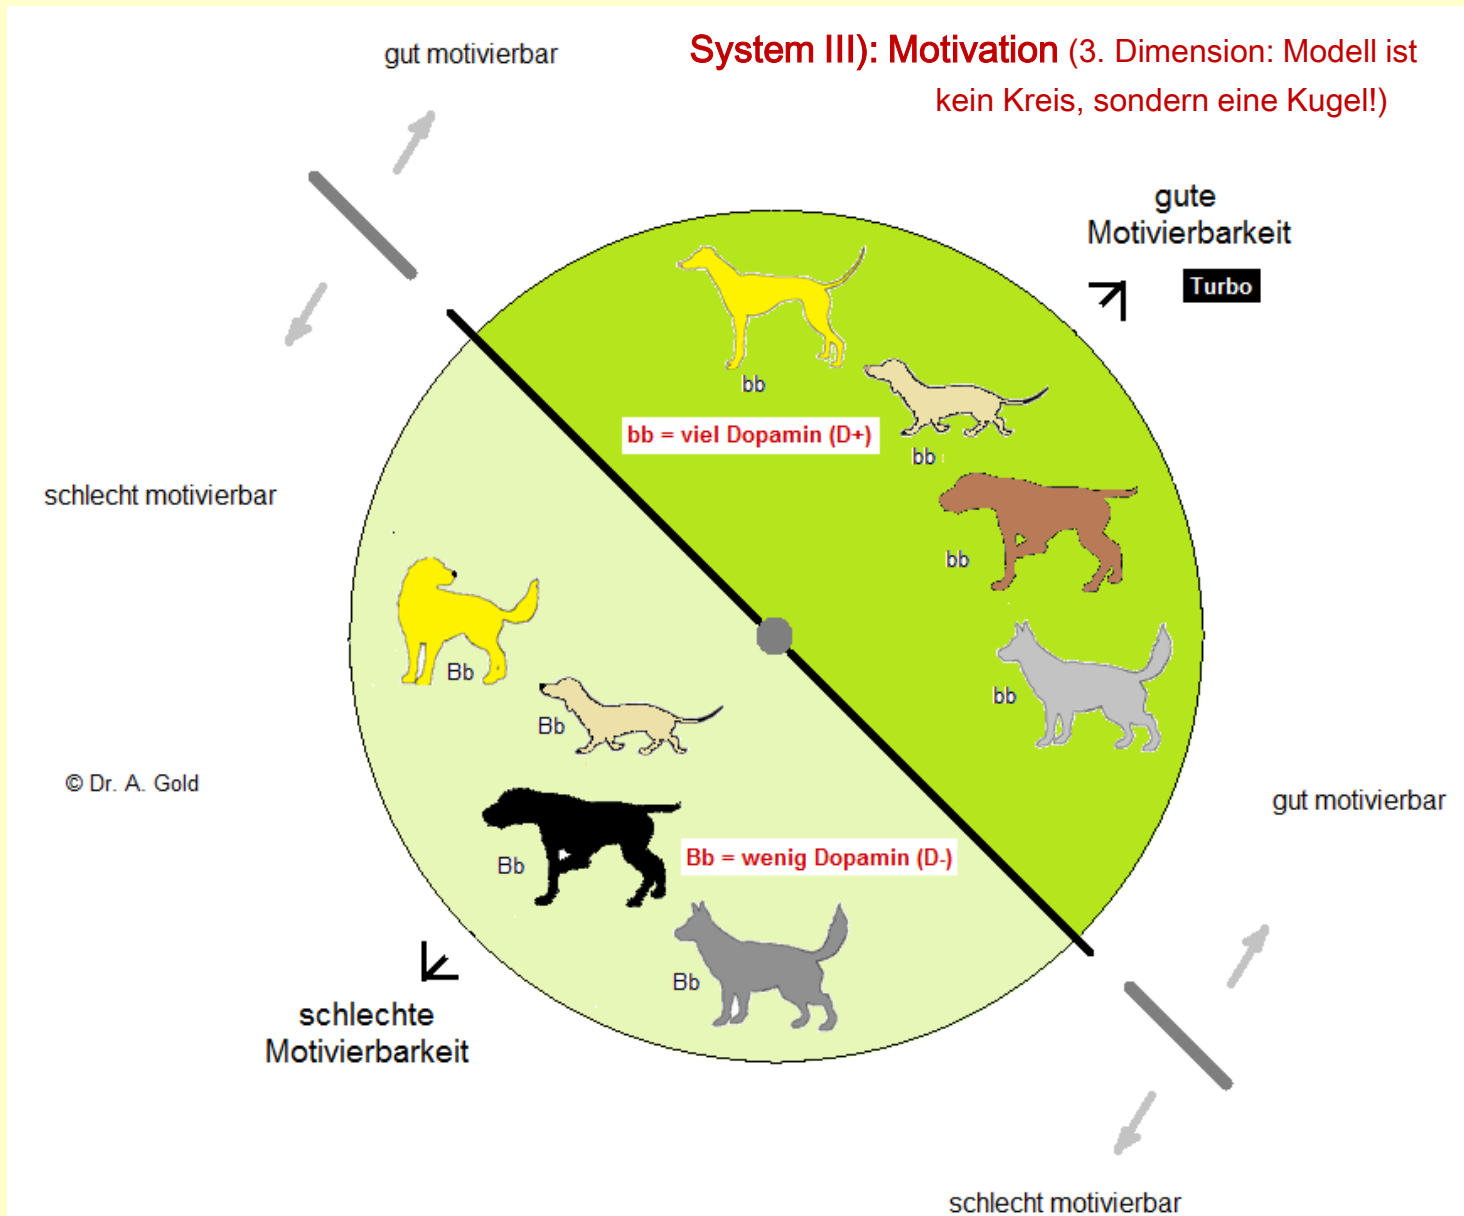 gut motivierbar
System III): Motivation (3. Dimension: Modell ist
kein Kreis, sondern eine Kugel!)
gute
Motivierbarkeit
Turbo
bb
bb = viel Dopamin (D+)
bb
schlecht motivierbar
bb
Bb
bb
Bb
© Dr. A. Gold
gut motivierbar
Bb
Bb = wenig Dopamin (D-)
Bb
schlechte
Motivierbarkeit
schlecht motivierbar